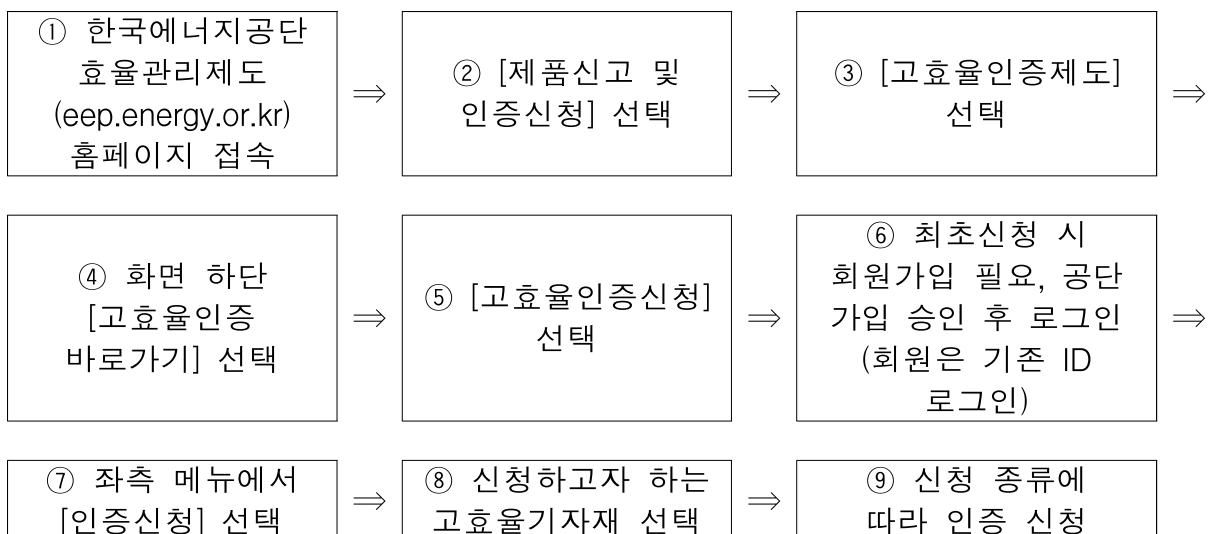 ① 한국에너지공단
효율관리제도
(eep.energy.or.kr)
홈페이지 접속
⇒
② [제품신고 및
인증신청] 선택
⇒
③ [고효율인증제도]
선택
⇒
④ 화면 하단
[고효율인증
바로가기] 선택
⇒
⑤ [고효율인증신청]
선택
⇒
⑥ 최초신청 시
회원가입 필요, 공단
가입 승인 후 로그인
(회원은 기존 ID
로그인)
⇒
⑦ 좌측 메뉴에서
[인증신청] 선택
⇒
⑧ 신청하고자 하는
고효율기자재 선택
⇒
⑨ 신청 종류에
따라 인증 신청